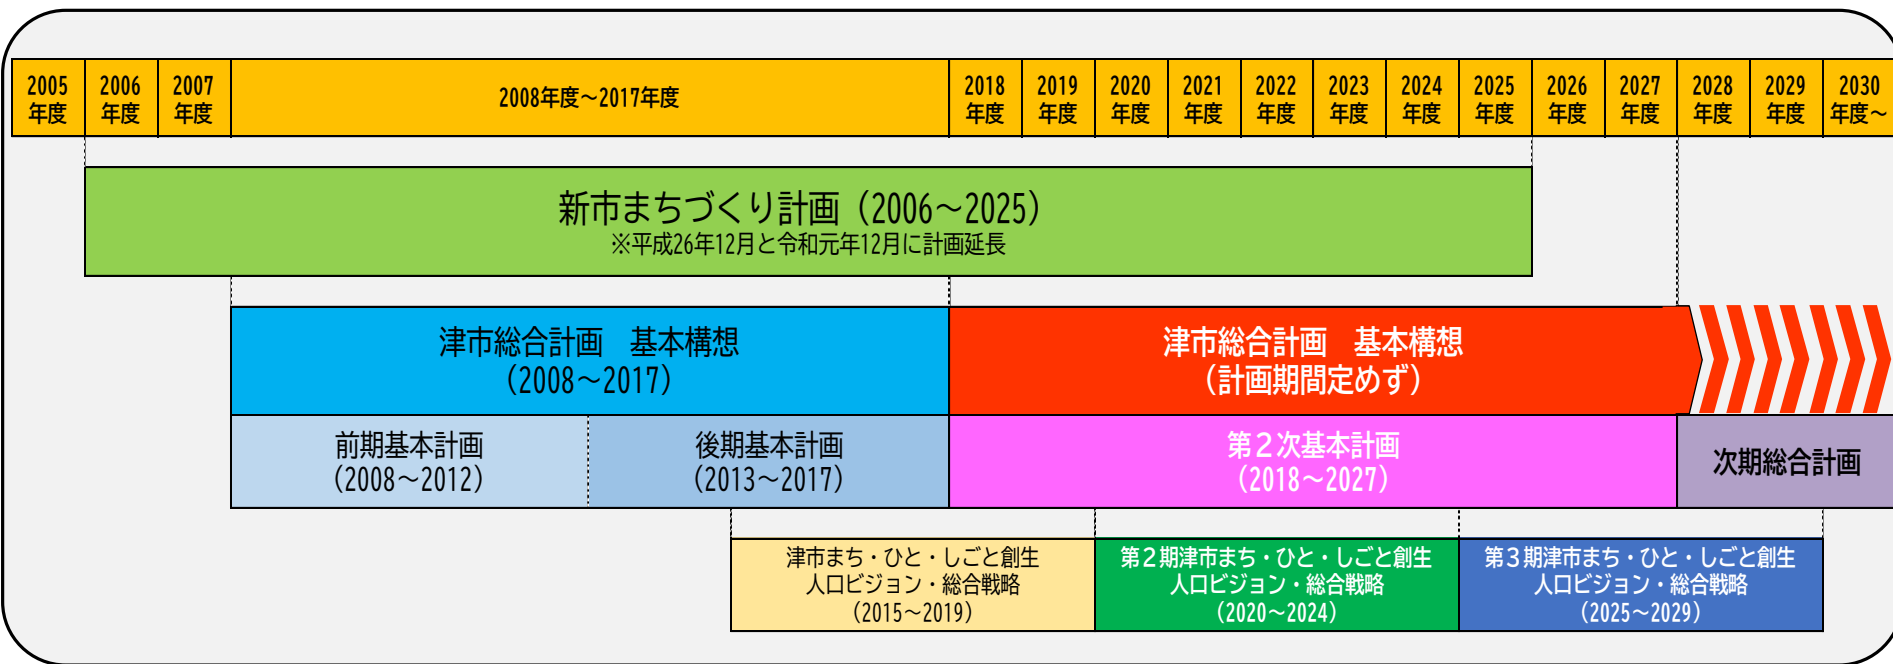 2005
年度
2006
年度
2007
年度
2008年度～2017年度
2018
年度
2019
年度
2020
年度
2021
年度
2022
年度
2023
年度
2024
年度
2025
年度
2026
年度
2027
年度
2028
年度
2029
年度
2030
年度～
新市まちづくり計画（2006～2025）
※平成26年12月と令和元年12月に計画延長
津市総合計画　基本構想
（2008～2017）
津市総合計画　基本構想
（計画期間定めず）
前期基本計画
（2008～2012）
後期基本計画
（2013～2017）
第２次基本計画
（2018～2027）
次期総合計画
津市まち・ひと・しごと創生
人口ビジョン・総合戦略
（2015～2019）
第２期津市まち・ひと・しごと創生
人口ビジョン・総合戦略
（2020～2024）
第３期津市まち・ひと・しごと創生
人口ビジョン・総合戦略
（2025～2029）